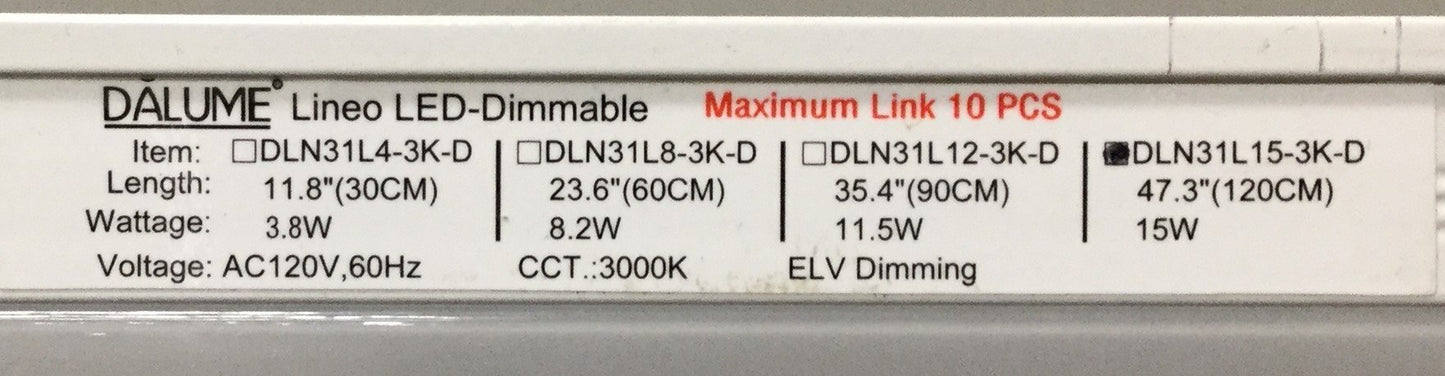 DALUME® Lineo LED-Dimmable Maximum Link 10 PCS
Item: ☐DLN31L4-3K-D | ☐DLN31L8-3K-D | ☐DLN31L12-3K-D | ■DLN31L15-3K-D
Length: 11.8"(30CM) | 23.6"(60CM) | 35.4"(90CM) | 47.3"(120CM)
Wattage: 3.8W | 8.2W | 11.5W | 15W
Voltage: AC120V,60Hz CCT.:3000K ELV Dimming